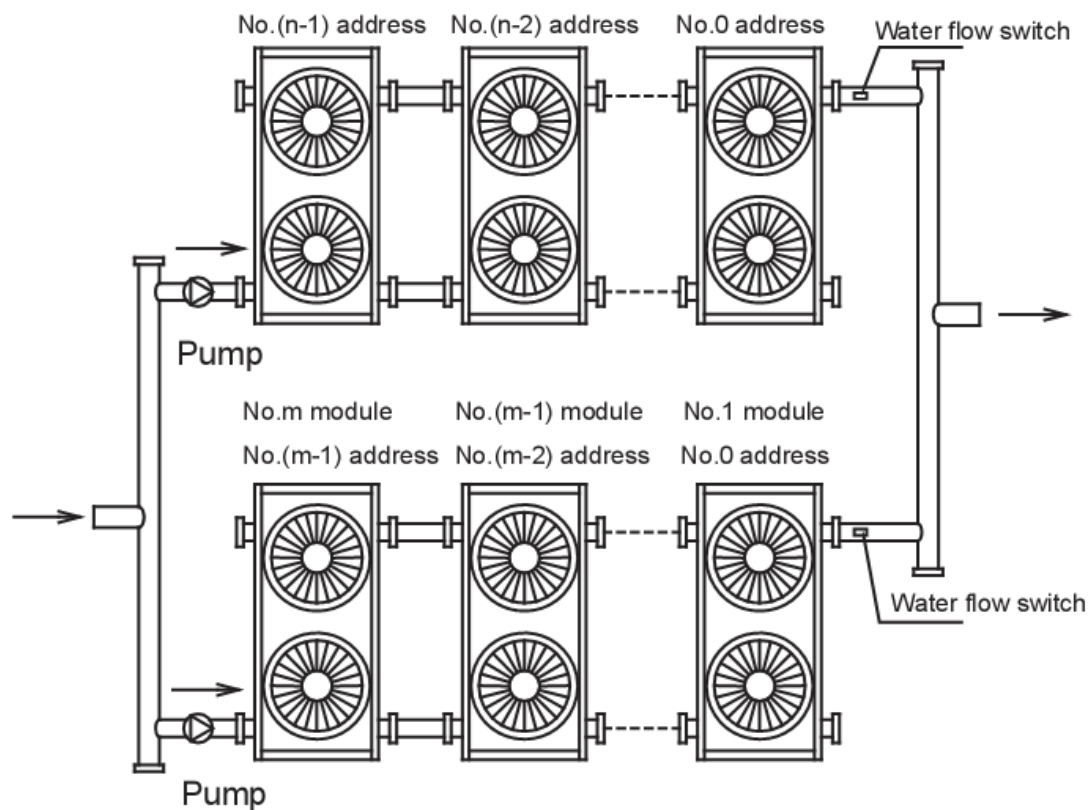 No.(n-1) address No.(n-2) address No.0 address
Water flow switch
Pump
No.m module No.(m-1) module No.1 module
No.(m-1) address No.(m-2) address No.0 address
Water flow switch
Pump